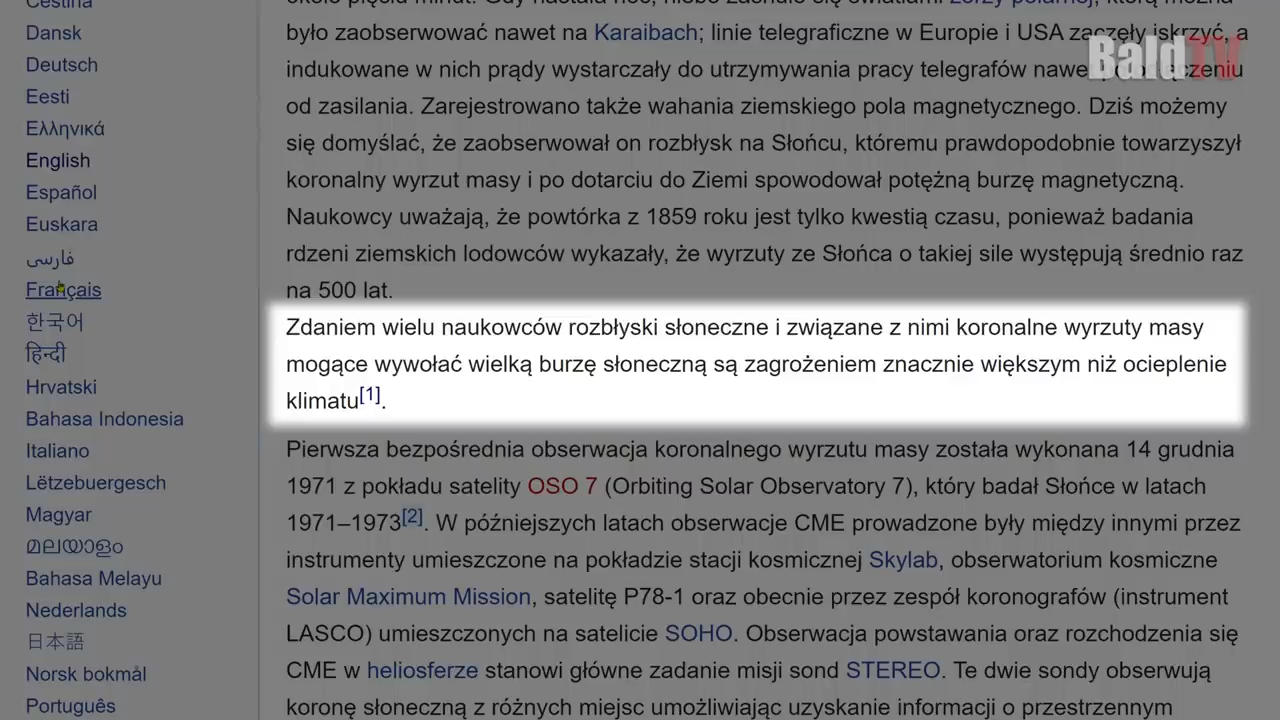 Čeština
Dansk
Deutsch
Eesti
Ελληνικά
English
Español
Euskara
فارسی
Français
한국어
हिन्दी
Hrvatski
Bahasa Indonesia
Italiano
Lëtzebuergesch
Magyar
മലയാളം
Bahasa Melayu
Nederlands
日本語
Norsk bokmål
Português
BaldTV
było zaobserwować nawet na Karaibach; linie telegraficzne w Europie i USA zaczęły iskrzyć, a
indukowane w nich prądy wystarczały do utrzymywania pracy telegrafów nawet po odłączeniu
od zasilania. Zarejestrowano także wahania ziemskiego pola magnetycznego. Dziś możemy
się domyślać, że zaobserwował on rozbłysk na Słońcu, któremu prawdopodobnie towarzyszył
koronalny wyrzut masy i po dotarciu do Ziemi spowodował potężną burzę magnetyczną.
Naukowcy uważają, że powtórka z 1859 roku jest tylko kwestią czasu, ponieważ badania
rdzeni ziemskich lodowców wykazały, że wyrzuty ze Słońca o takiej sile występują średnio raz
na 500 lat.
Zdaniem wielu naukowców rozbłyski słoneczne i związane z nimi koronalne wyrzuty masy
mogące wywołać wielką burzę słoneczną są zagrożeniem znacznie większym niż ocieplenie
klimatu[1].
Pierwsza bezpośrednia obserwacja koronalnego wyrzutu masy została wykonana 14 grudnia
1971 z pokładu satelity OSO 7 (Orbiting Solar Observatory 7), który badał Słońce w latach
1971–1973[2]. W późniejszych latach obserwacje CME prowadzone były między innymi przez
instrumenty umieszczone na pokładzie stacji kosmicznej Skylab, obserwatorium kosmiczne
Solar Maximum Mission, satelitę P78-1 oraz obecnie przez zespół koronografów (instrument
LASCO) umieszczonych na satelicie SOHO. Obserwacja powstawania oraz rozchodzenia się
CME w heliosferze stanowi główne zadanie misji sond STEREO. Te dwie sondy obserwują
koronę słoneczną z różnych miejsc umożliwiając uzyskanie informacji o przestrzennym